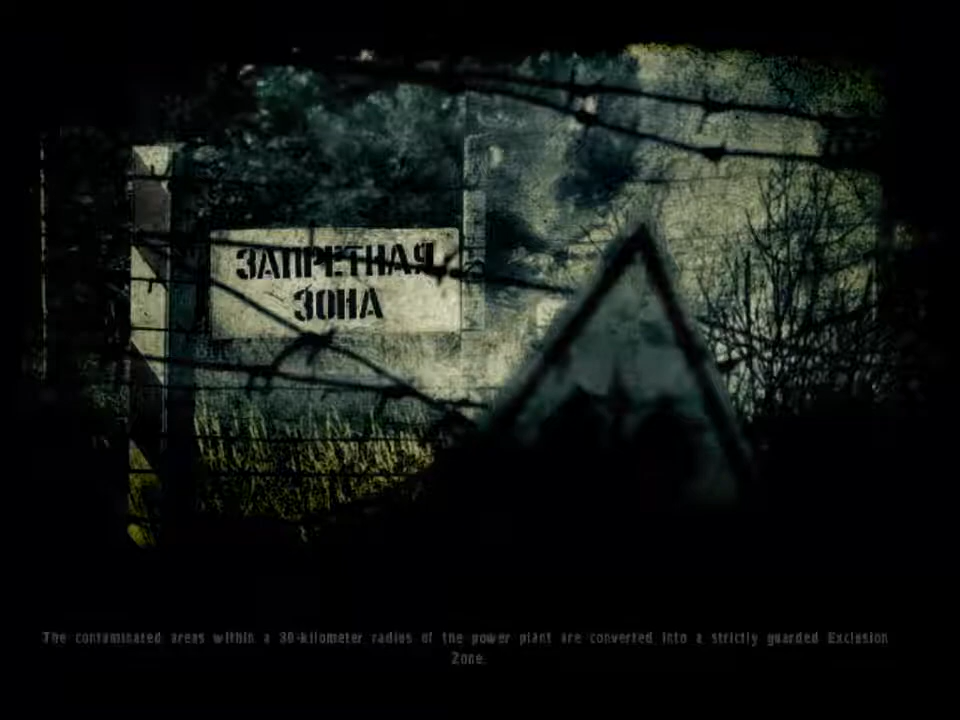 ЗАПРЕТНАЯ
ЗОНА
The contaminated areas within a 30-kilometer radius of the power plant are converted into a strictly guarded Exclusion
Zone.